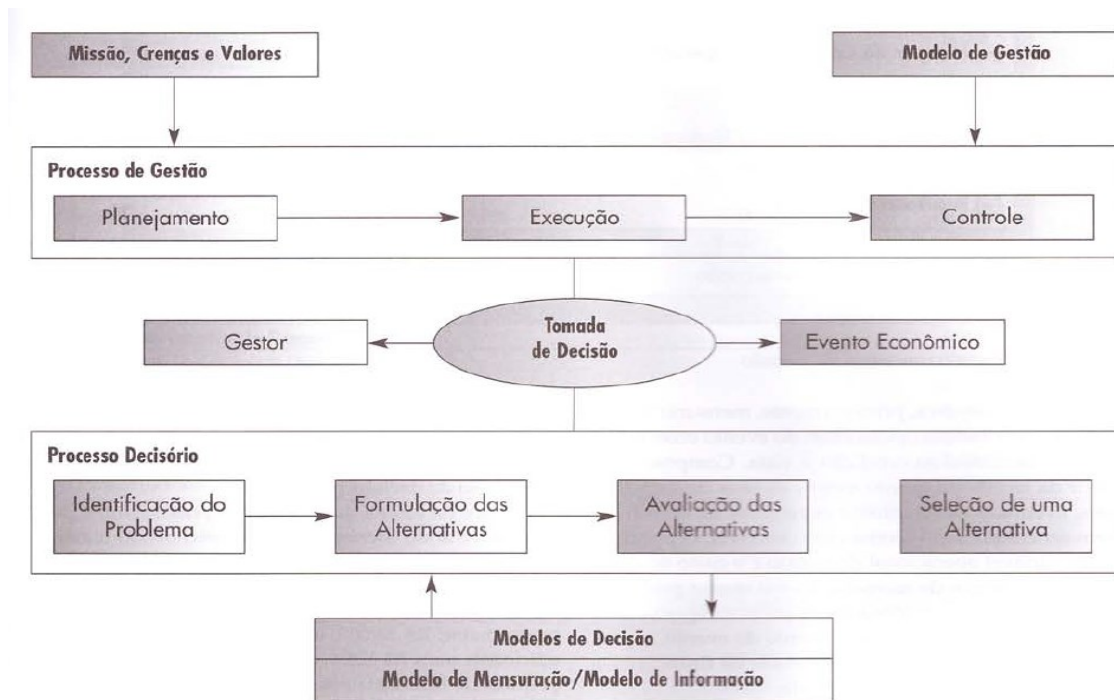 Missão, Crenças e Valores
Modelo de Gestão
Processo de Gestão
Planejamento
Execução
Controle
Gestor
Tomada
de Decisão
Evento Econômico
Processo Decisório
Identificação do
Problema
Formulação das
Alternativas
Avaliação das
Alternativas
Seleção de uma
Alternativa
Modelos de Decisão
Modelo de Mensuração/Modelo de Informação